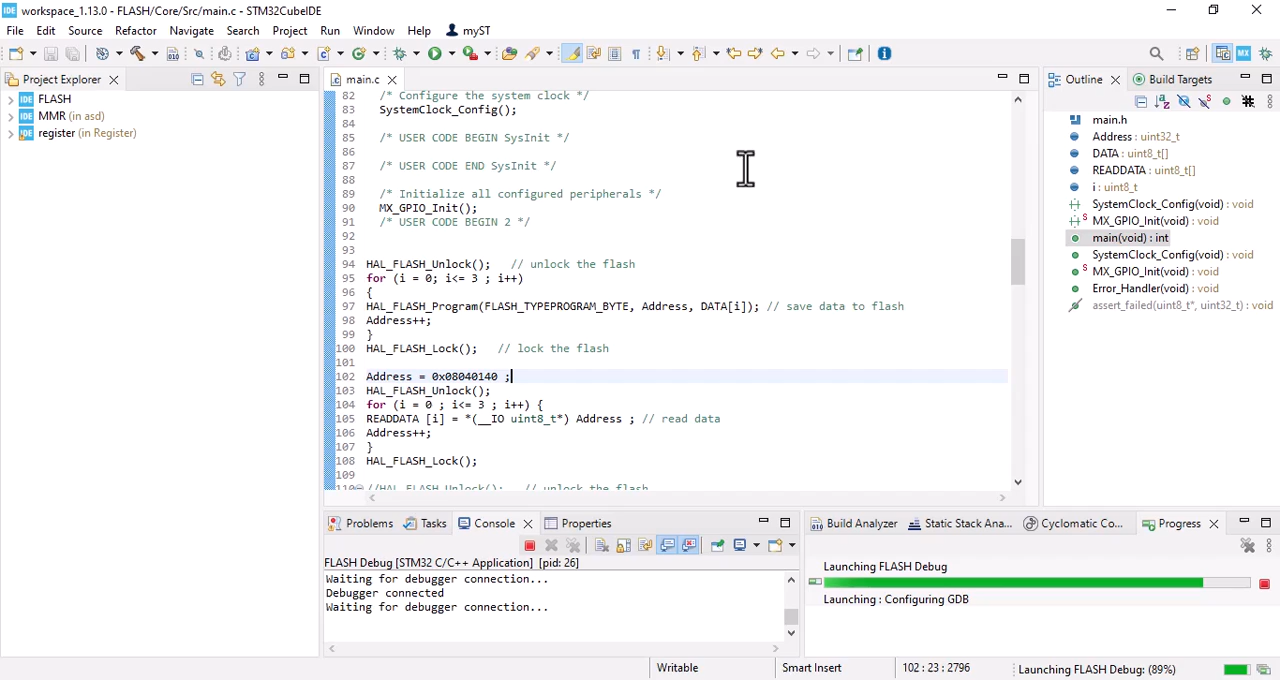 workspace_1.13.0 - FLASH/Core/Src/main.c - STM32CubeIDE
File Edit Source Refactor Navigate Search Project Run Window Help myST
Project Explorer
FLASH
MMR (in asd)
register (in Register)
main.c
82 /* Configure the system clock */
83 SystemClock_Config();
84
85 /* USER CODE BEGIN SysInit */
86
87 /* USER CODE END SysInit */
88
89 /* Initialize all configured peripherals */
90 MX_GPIO_Init();
91 /* USER CODE BEGIN 2 */
92
93
94 HAL_FLASH_Unlock(); // unlock the flash
95 for (i = 0; i<= 3 ; i++)
96 {
97 HAL_FLASH_Program(FLASH_TYPEPROGRAM_BYTE, Address, DATA[i]); // save data to flash
98 Address++;
99 }
100 HAL_FLASH_Lock(); // lock the flash
101
102 Address = 0x08040140 ;
103 HAL_FLASH_Unlock();
104 for (i = 0 ; i<= 3 ; i++) {
105 READDATA [i] = *(__IO uint8_t*) Address ; // read data
106 Address++;
107 }
108 HAL_FLASH_Lock();
109
110 //HAL_FLASH_Unlock(); // unlock the flash
Outline
Build Targets
main.h
Address : uint32_t
DATA : uint8_t[]
READDATA : uint8_t[]
i : uint8_t
SystemClock_Config(void) : void
MX_GPIO_Init(void) : void
main(void) : int
SystemClock_Config(void) : void
MX_GPIO_Init(void) : void
Error_Handler(void) : void
assert_failed(uint8_t*, uint32_t) : void
Problems Tasks Console Properties
FLASH Debug [STM32 C/C++ Application] [pid: 26]
Waiting for debugger connection...
Debugger connected
Waiting for debugger connection...
Build Analyzer Static Stack Ana... Cyclomatic Co... Progress
Launching FLASH Debug
Launching : Configuring GDB
Writable Smart Insert 102 : 23 : 2796 Launching FLASH Debug: (89%)